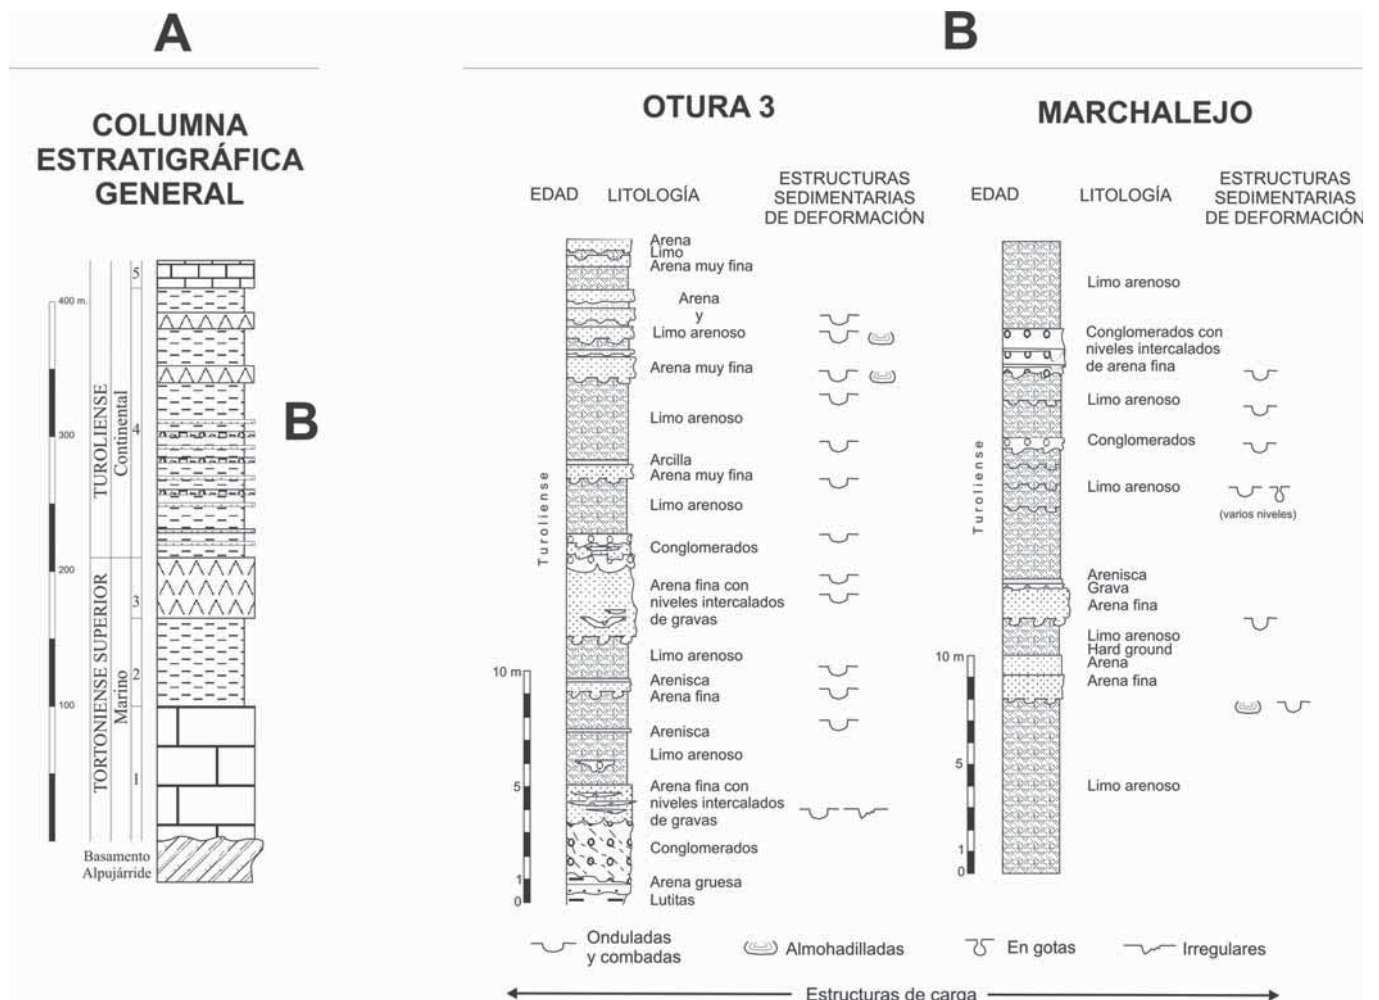 A
B
COLUMNA
ESTRATIGRÁFICA
GENERAL
5
400 m.
TUROLIENSE
Continental
4
B
300
200
TORTONIENSE SUPERIOR
Marino
3
2
100
1
Basamento
Alpujárride
OTURA 3
EDAD
LITOLOGÍA
ESTRUCTURAS
SEDIMENTARIAS
DE DEFORMACIÓN
Turoliense
Arena
Limo
Arena muy fina
Arena
y
Limo arenoso
Arena muy fina
Limo arenoso
Arcilla
Arena muy fina
Limo arenoso
Conglomerados
Arena fina con
niveles intercalados
de gravas
Limo arenoso
10 m
Arenisca
Arena fina
Arenisca
Limo arenoso
5
Arena fina con
niveles intercalados
de gravas
Conglomerados
1
Arena gruesa
0
Lutitas
MARCHALEJO
EDAD
LITOLOGÍA
ESTRUCTURAS
SEDIMENTARIAS
DE DEFORMACIÓN
Turoliense
Limo arenoso
Conglomerados con
niveles intercalados
de arena fina
Limo arenoso
Conglomerados
Limo arenoso
(varios niveles)
Arenisca
Grava
Arena fina
Limo arenoso
Hard ground
10 m
Arena
Arena fina
5
Limo arenoso
1
0
Onduladas
y combadas
Almohadilladas
En gotas
Irregulares
Estructuras de carga